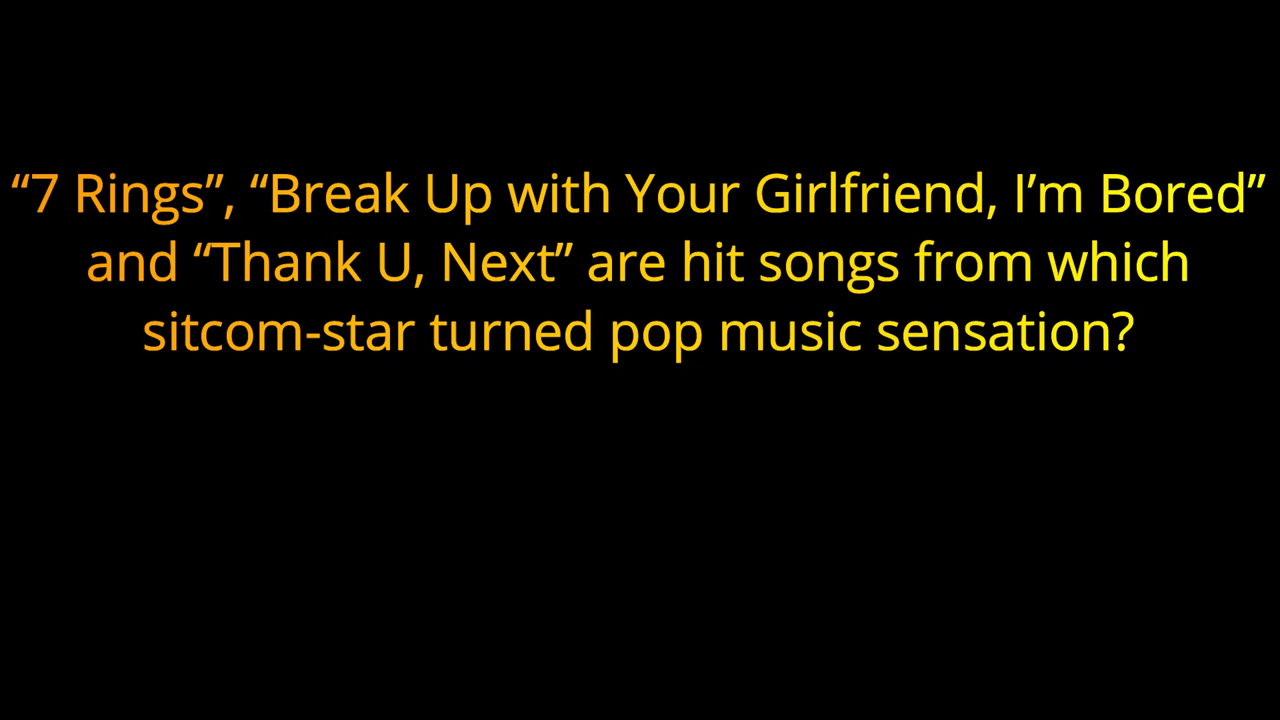 “7 Rings”, “Break Up with Your Girlfriend, I’m Bored”
and “Thank U, Next” are hit songs from which
sitcom-star turned pop music sensation?